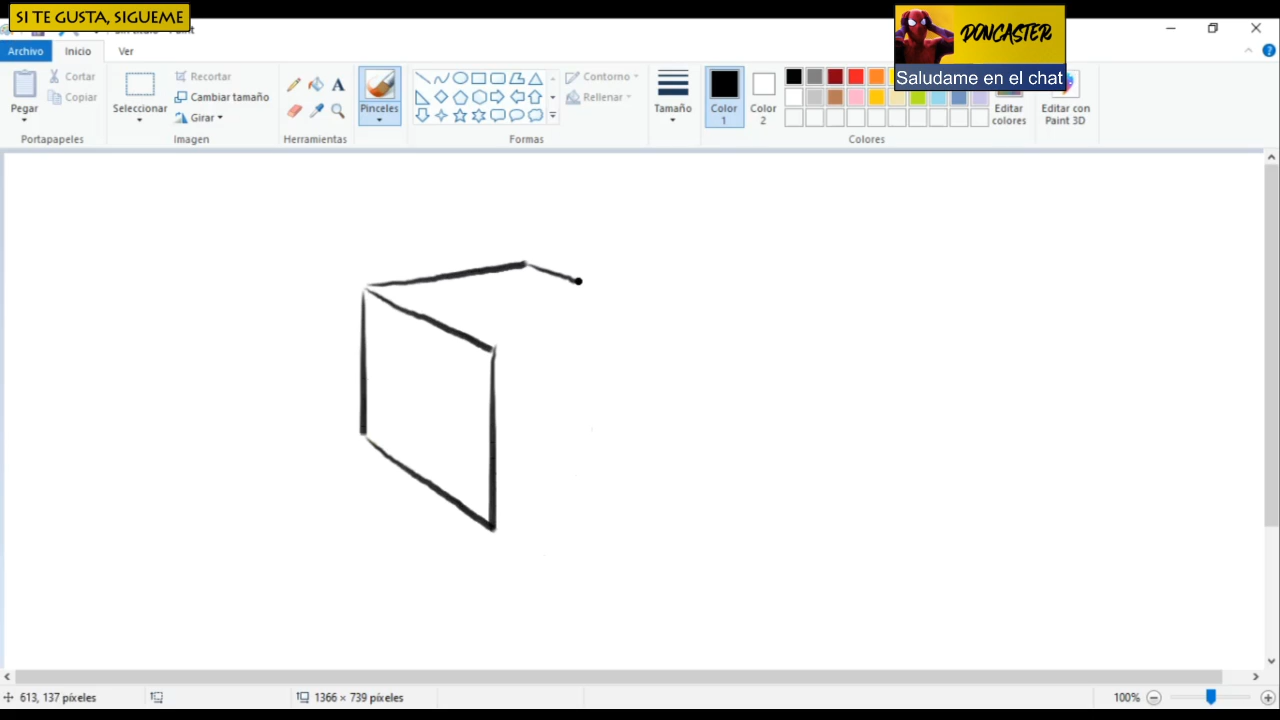 SI TE GUSTA, SIGUEME
DONCASTER
Saludame en el chat
Archivo
Inicio
Ver
Pegar
Cortar
Copiar
Portapapeles
Seleccionar
Recortar
Cambiar tamaño
Girar
Imagen
A
Herramientas
Pinceles
Contorno
Rellenar
Formas
Tamaño
Color
1
Color
2
Editar
colores
Colores
Editar con
Paint 3D
613, 137 píxeles
1366 × 739 píxeles
100%